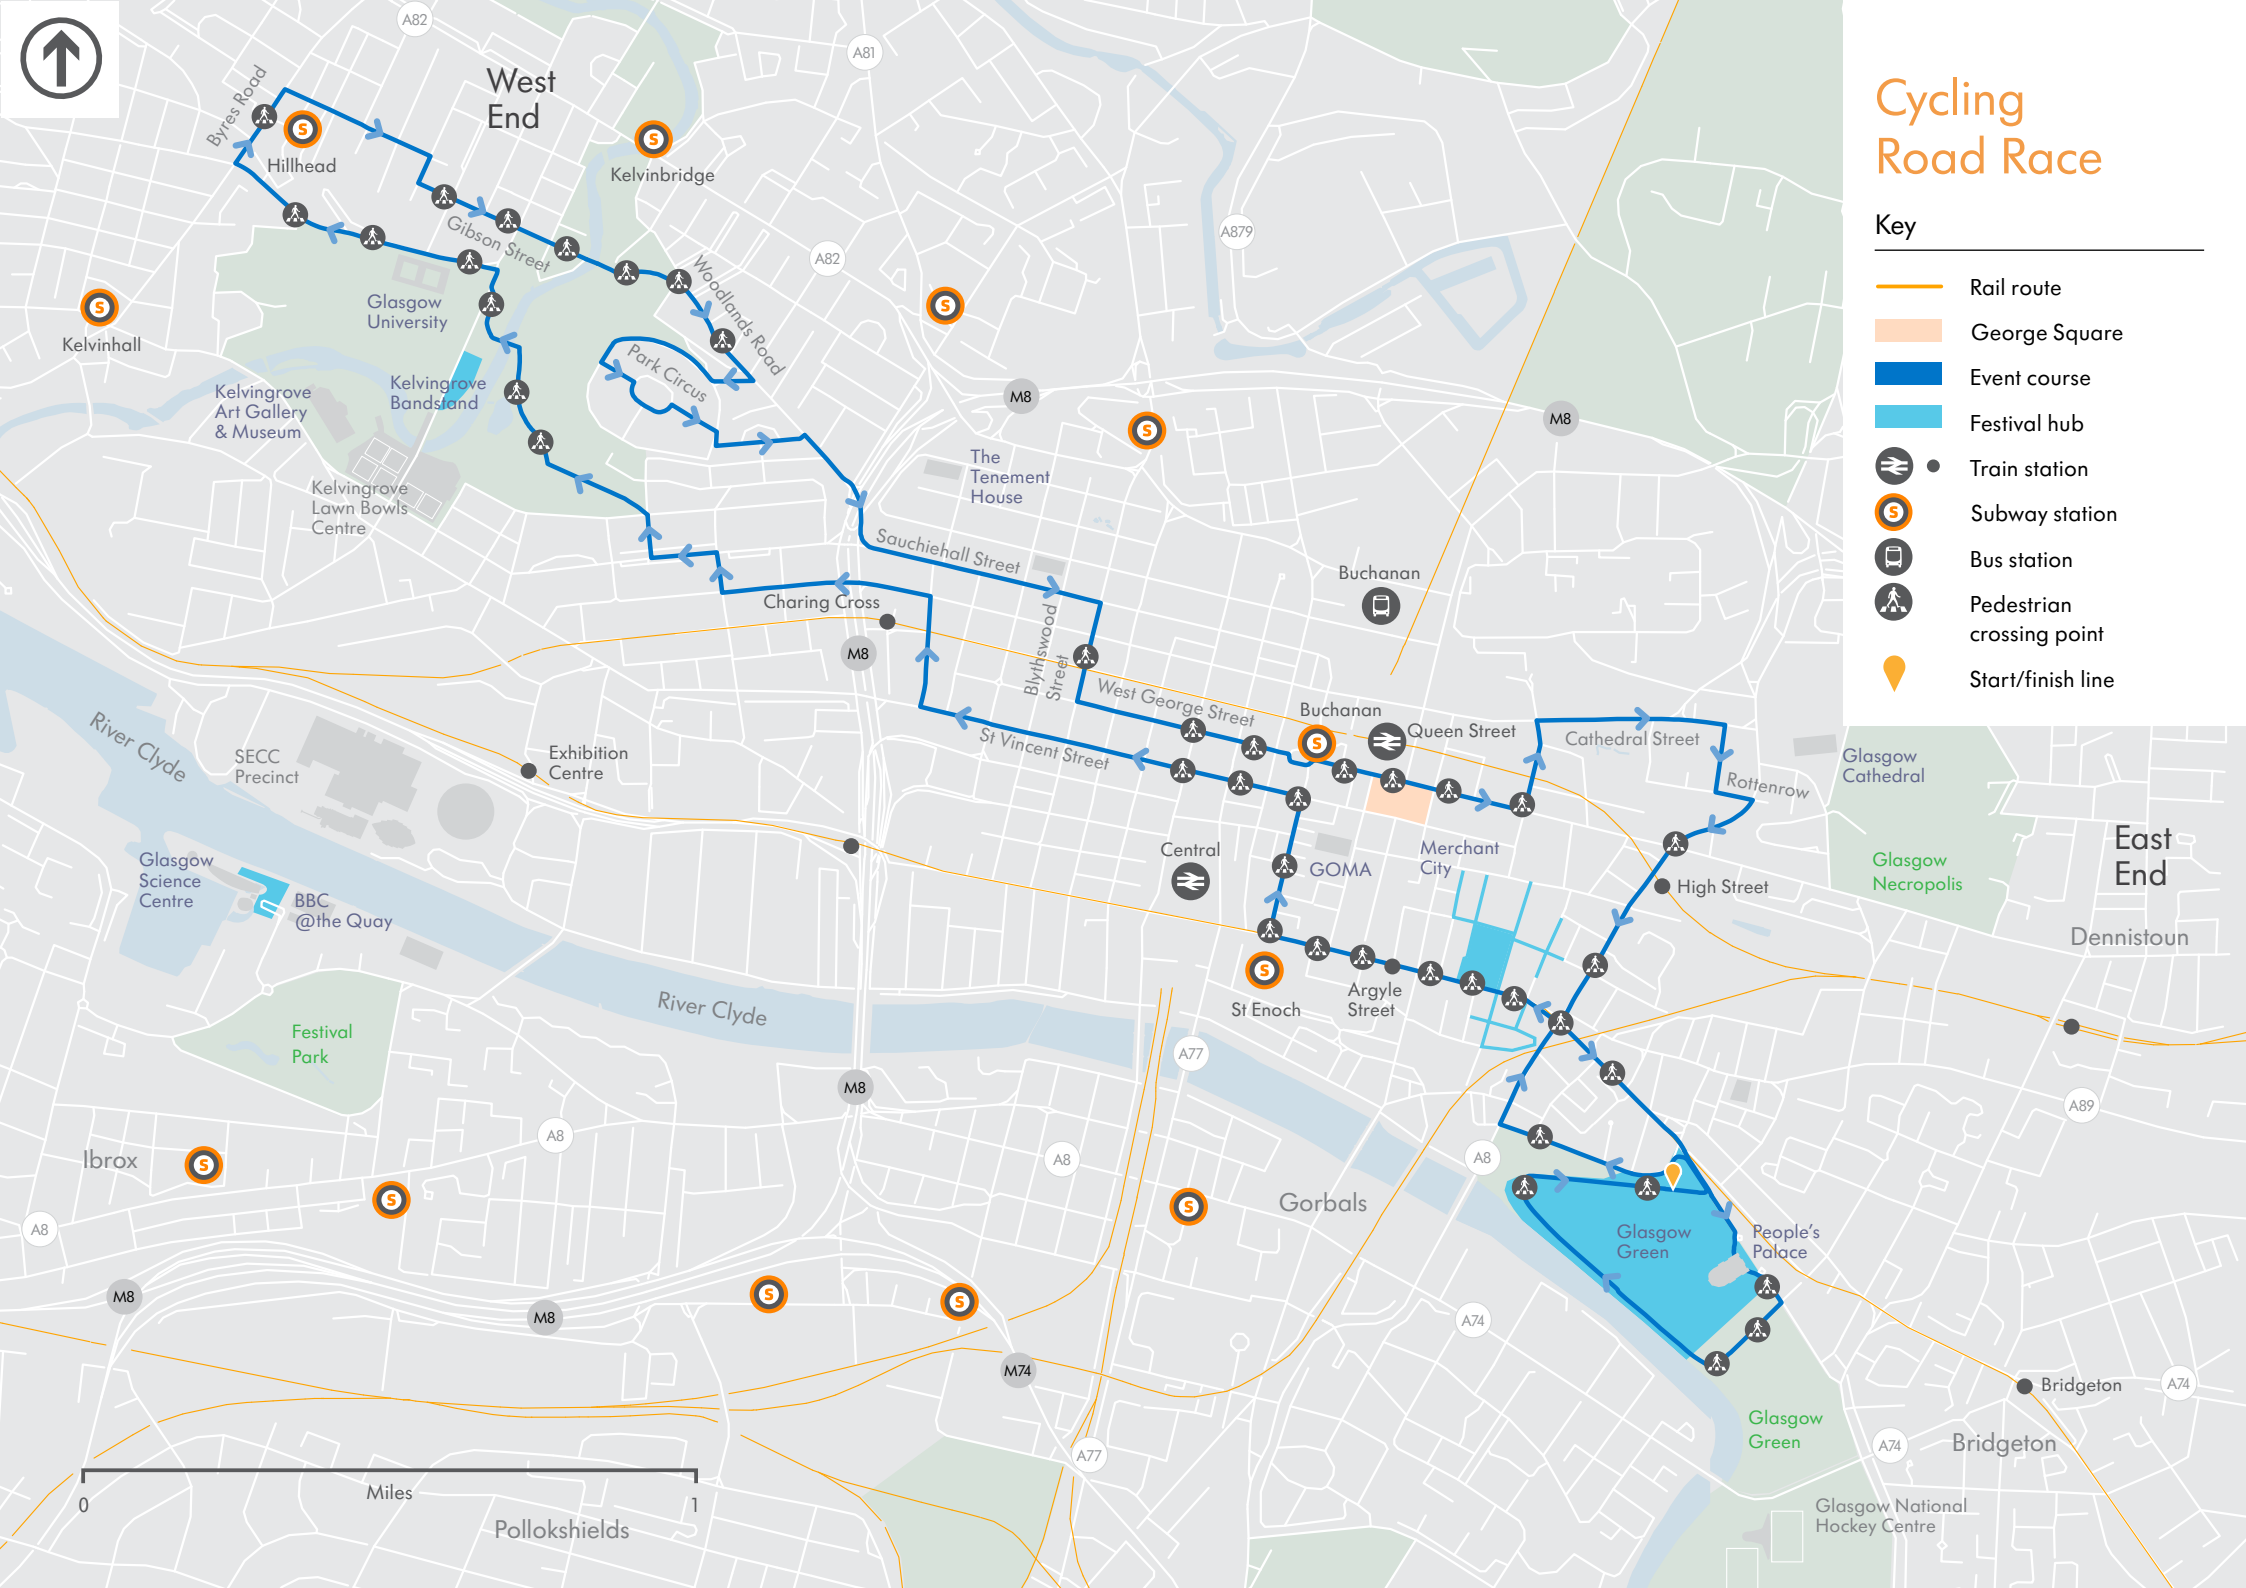 Cycling
Road Race
Key
Rail route
George Square
Event course
Festival hub
Train station
S
Subway station
Bus station
Pedestrian
crossing point
Start/finish line
A82
A81
West
End
Byres Road
S
Hillhead
S
Kelvinbridge
Gibson Street
A879
A82
Woodlands Road
S
Kelvinhall
Glasgow
University
S
Park Circus
Kelvingrove
Bandstand
Kelvingrove
Art Gallery
& Museum
M8
M8
S
The
Tenement
House
Kelvingrove
Lawn Bowls
Centre
Sauchiehall Street
Buchanan
Charing Cross
Blythswood
Street
M8
West George Street
Buchanan
S
Queen Street
Cathedral Street
River Clyde
SECC
Precinct
Exhibition
Centre
St Vincent Street
Rottenrow
Glasgow
Cathedral
East
End
Glasgow
Science
Centre
BBC
@the Quay
Central
GOMA
Merchant
City
High Street
Glasgow
Necropolis
Dennistoun
S
St Enoch
Argyle
Street
River Clyde
Festival
Park
A77
M8
A8
A89
Ibrox
S
S
A8
A8
S
Gorbals
A8
Glasgow
Green
People's
Palace
M8
M8
S
S
A74
M74
Bridgeton
A74
Glasgow
Green
A74
Bridgeton
A77
0
Miles
1
Pollokshields
Glasgow National
Hockey Centre